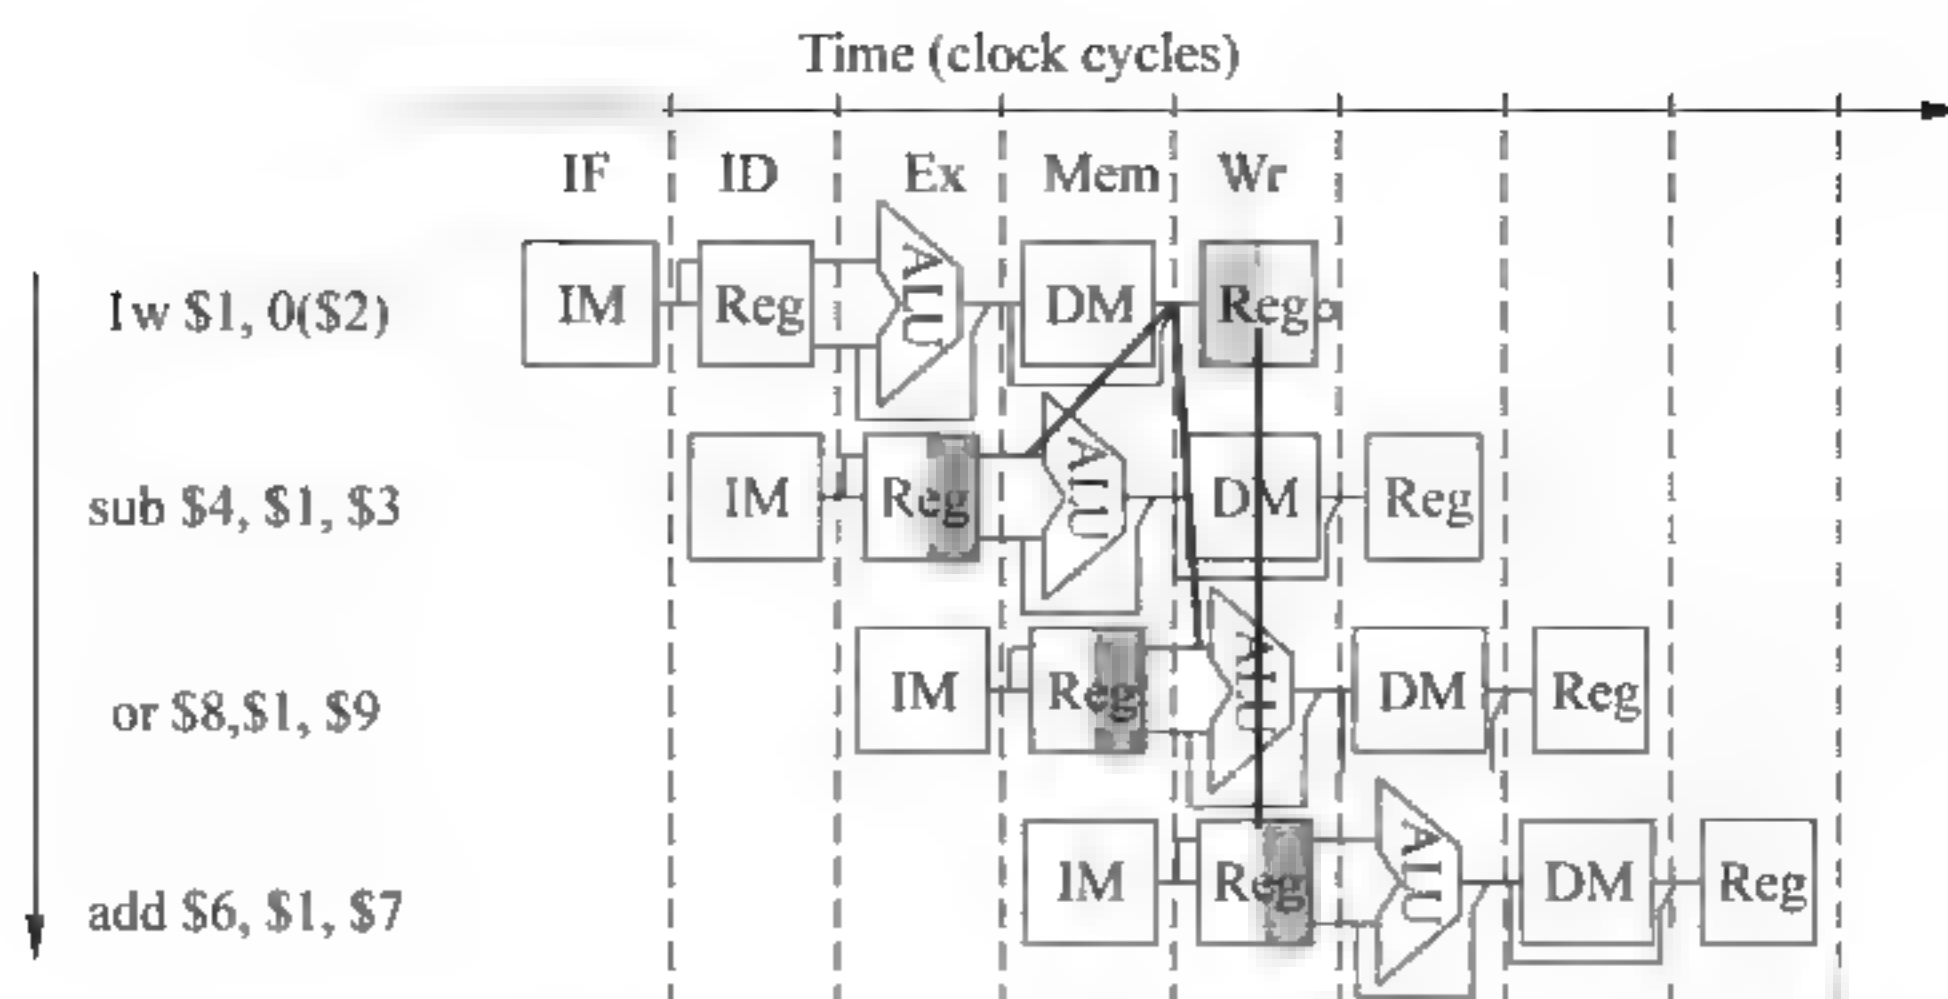 Time (clock cycles)
IF ID Ex Mem Wr
lw $1, 0($2) IM Reg ALU DM Reg
sub $4, $1, $3 IM Reg ALU DM Reg
or $8,$1, $9 IM Reg ALU DM Reg
add $6, $1, $7 IM Reg ALU DM Reg